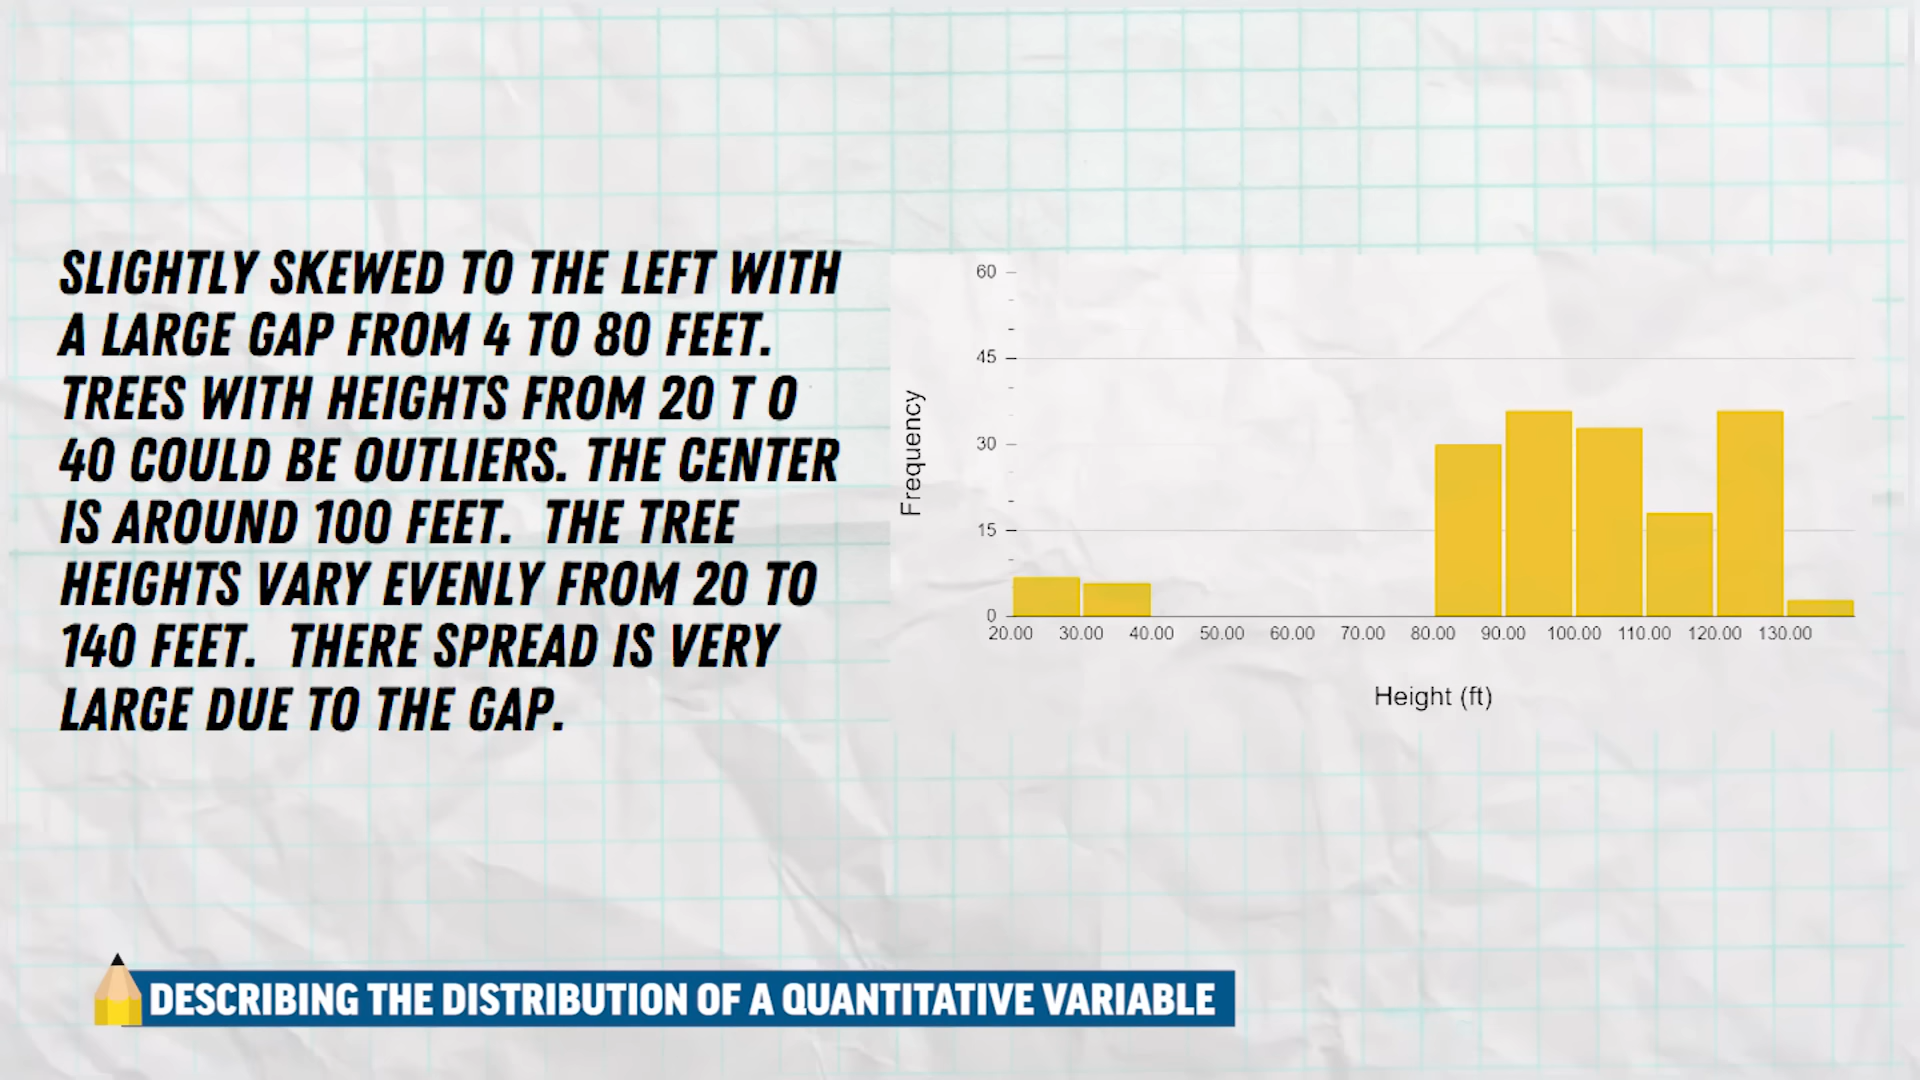 SLIGHTLY SKEWED TO THE LEFT WITH
A LARGE GAP FROM 4 TO 80 FEET.
TREES WITH HEIGHTS FROM 20 T O
40 COULD BE OUTLIERS. THE CENTER
IS AROUND 100 FEET. THE TREE
HEIGHTS VARY EVENLY FROM 20 TO
140 FEET. THERE SPREAD IS VERY
LARGE DUE TO THE GAP.
60
45
30
15
0
Frequency
20.00 30.00 40.00 50.00 60.00 70.00 80.00 90.00 100.00 110.00 120.00 130.00
Height (ft)
DESCRIBING THE DISTRIBUTION OF A QUANTITATIVE VARIABLE